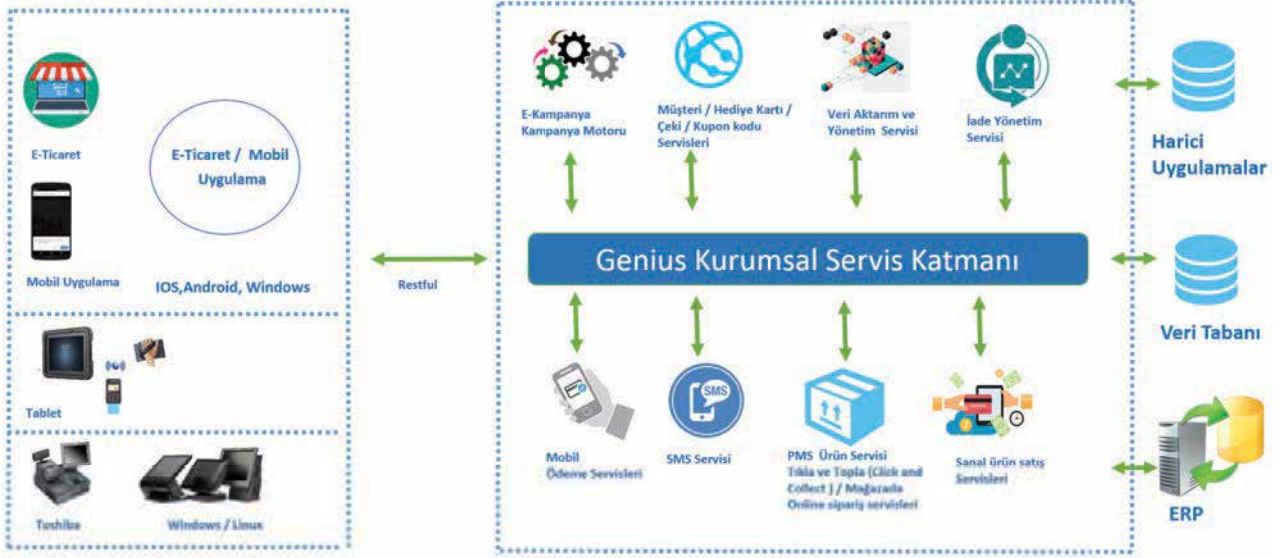 E-Ticaret
E-Ticaret / Mobil
Uygulama
Mobil Uygulama
IOS,Android, Windows
Tablet
Toshiba
Windows / Linux
Restful
E-Kampanya
Kampanya Motoru
Müşteri / Hediye Kartı /
Çeki / Kupon kodu
Servisleri
Veri Aktarım ve
Yönetim Servisi
İade Yönetim
Servisi
Genius Kurumsal Servis Katmanı
Mobil
Ödeme Servisleri
SMS
SMS Servisi
PMS Ürün Servisi
Tıkla ve Topla (Click and
Collect ) / Mağazada
Online sipariş servisleri
Sanal ürün satış
Servisleri
Harici
Uygulamalar
Veri Tabanı
ERP